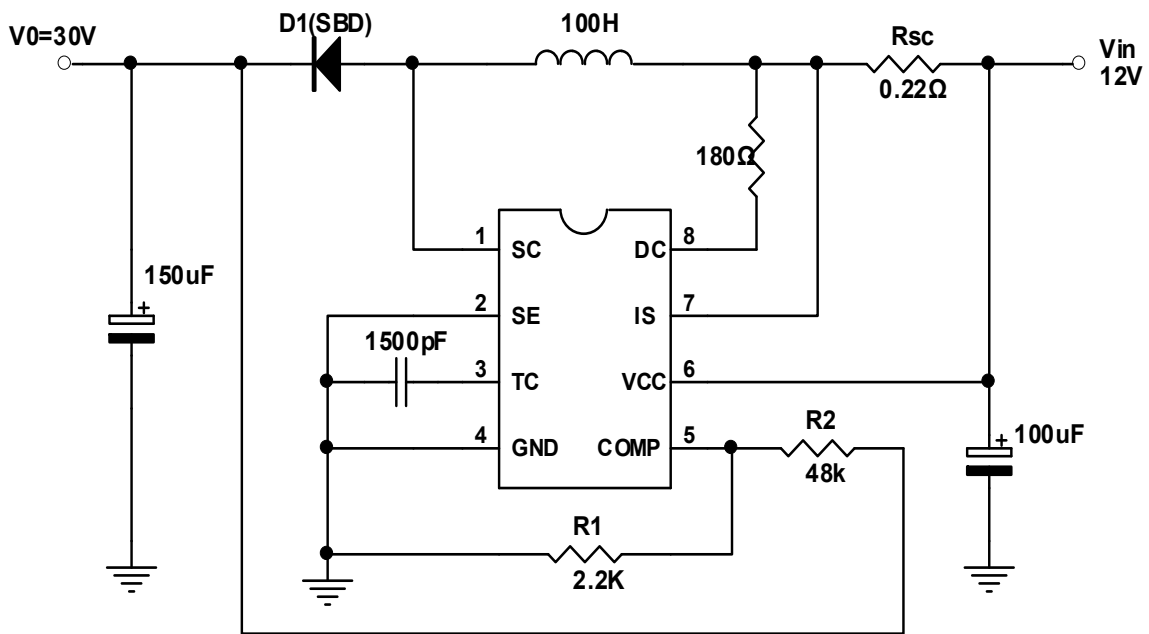 V0=30V
D1(SBD)
100H
Rsc
0.22Ω
Vin
12V
180Ω
150uF
+
1 SC DC 8
2 SE IS 7
1500pF
3 TC VCC 6
4 GND COMP 5
R2
48k
100uF
+
R1
2.2K